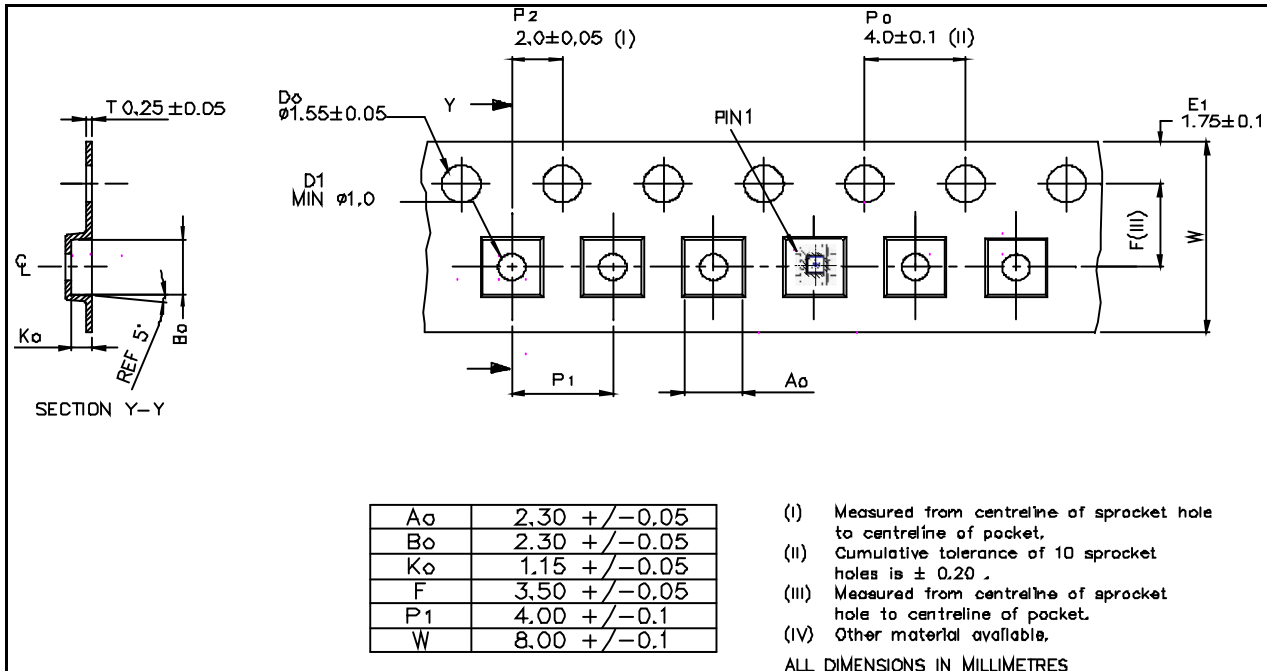 P2
2.0±0.05 (I)
Po
4.0±0.1 (II)
T 0.25±0.05
Do
ø1.55±0.05
Y
PIN1
E1
1.75±0.1
D1
MIN ø1.0
F(III)
W
CL
Ko
REF 5°
Bo
P1
Ao
SECTION Y-Y
Ao 2.30 +/-0.05
Bo 2.30 +/-0.05
Ko 1.15 +/-0.05
F 3.50 +/-0.05
P1 4.00 +/-0.1
W 8.00 +/-0.1
(I) Measured from centreline of sprocket hole
to centreline of pocket.
(II) Cumulative tolerance of 10 sprocket
holes is ± 0.20 .
(III) Measured from centreline of sprocket
hole to centreline of pocket.
(IV) Other material available.
ALL DIMENSIONS IN MILLIMETRES